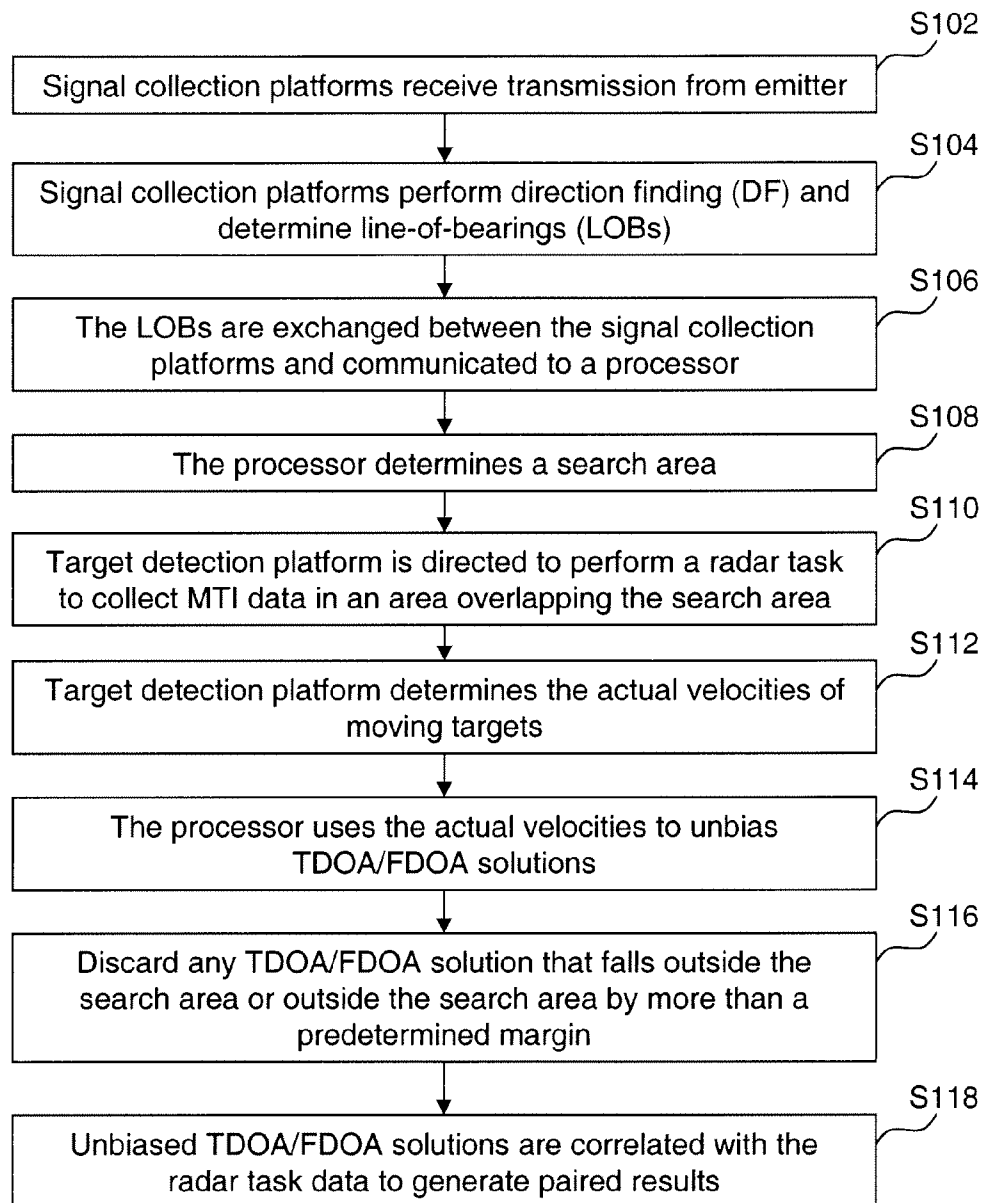 S102
Signal collection platforms receive transmission from emitter
S104
Signal collection platforms perform direction finding (DF) and
determine line-of-bearings (LOBs)
S106
The LOBs are exchanged between the signal collection
platforms and communicated to a processor
S108
The processor determines a search area
S110
Target detection platform is directed to perform a radar task
to collect MTI data in an area overlapping the search area
S112
Target detection platform determines the actual velocities of
moving targets
S114
The processor uses the actual velocities to unbias
TDOA/FDOA solutions
S116
Discard any TDOA/FDOA solution that falls outside the
search area or outside the search area by more than a
predetermined margin
S118
Unbiased TDOA/FDOA solutions are correlated with the
radar task data to generate paired results